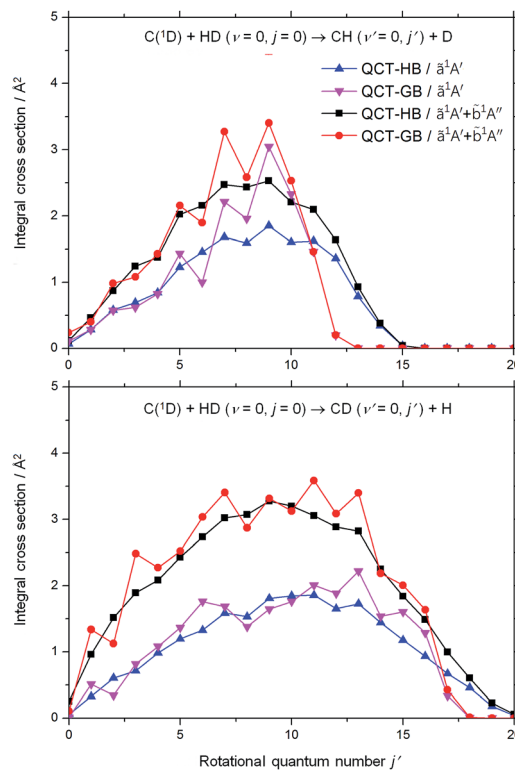 C(¹D) + HD (ν = 0, j = 0) → CH (ν′ = 0, j′) + D
QCT-HB / ã¹A′
QCT-GB / ã¹A′
QCT-HB / ã¹A′+b̃¹A″
QCT-GB / ã¹A′+b̃¹A″
Integral cross section / Å²
5
4
3
2
1
0
0 5 10 15 20
C(¹D) + HD (ν = 0, j = 0) → CD (ν′ = 0, j′) + H
Integral cross section / Å²
5
4
3
2
1
0
0 5 10 15 20
Rotational quantum number j′